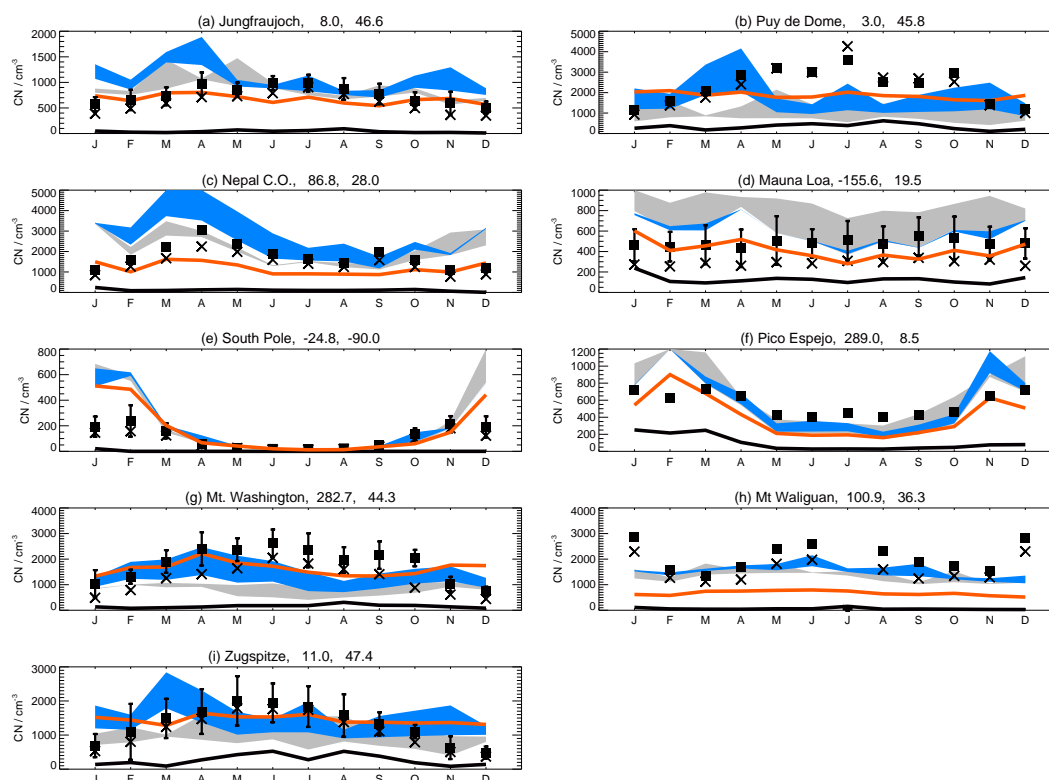 (a) Jungfraujoch, 8.0, 46.6
CN / cm⁻³
2000
1500
1000
500
0
J F M A M J J A S O N D
(b) Puy de Dome, 3.0, 45.8
CN / cm⁻³
5000
4000
3000
2000
1000
0
J F M A M J J A S O N D
(c) Nepal C.O., 86.8, 28.0
CN / cm⁻³
5000
4000
3000
2000
1000
0
J F M A M J J A S O N D
(d) Mauna Loa, -155.6, 19.5
CN / cm⁻³
1000
800
600
400
200
0
J F M A M J J A S O N D
(e) South Pole, -24.8, -90.0
CN / cm⁻³
800
600
400
200
0
J F M A M J J A S O N D
(f) Pico Espejo, 289.0, 8.5
CN / cm⁻³
1200
1000
800
600
400
200
0
J F M A M J J A S O N D
(g) Mt. Washington, 282.7, 44.3
CN / cm⁻³
4000
3000
2000
1000
0
J F M A M J J A S O N D
(h) Mt Waliguan, 100.9, 36.3
CN / cm⁻³
4000
3000
2000
1000
0
J F M A M J J A S O N D
(i) Zugspitze, 11.0, 47.4
CN / cm⁻³
3000
2000
1000
0
J F M A M J J A S O N D